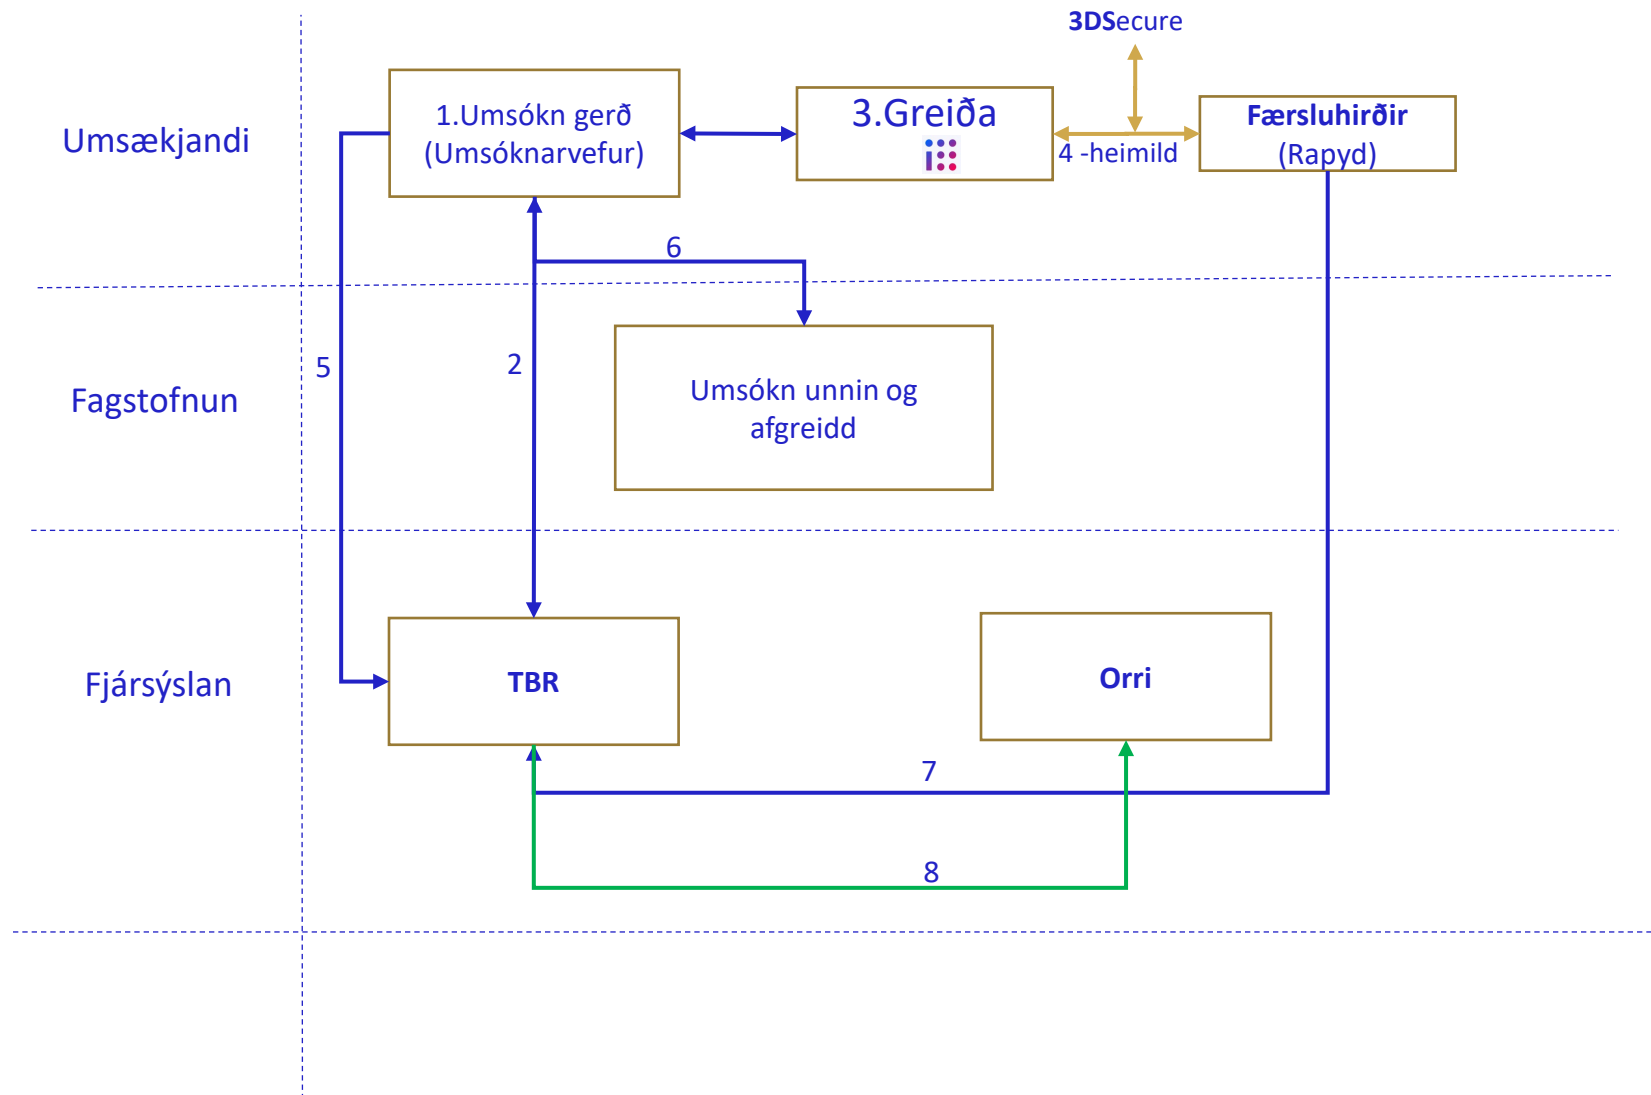 3DSecure
Umsækjandi
1.Umsókn gerð
(Umsóknarvefur)
3.Greiða
4 -heimild
Færsluhirðir
(Rapyd)
6
5
2
Fagstofnun
Umsókn unnin og
afgreidd
Fjársýslan
TBR
Orri
7
8